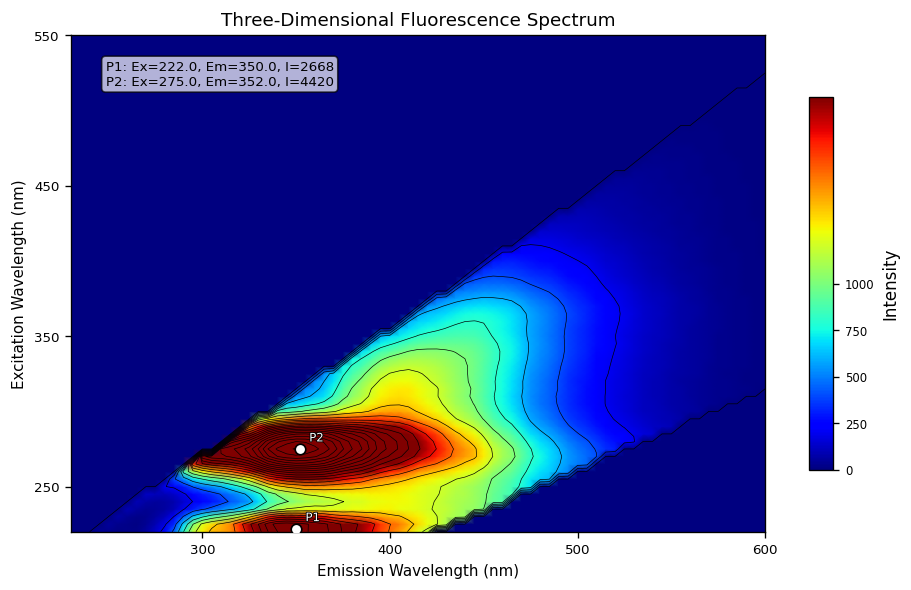 Three-Dimensional Fluorescence Spectrum
550
450
350
250
Excitation Wavelength (nm)
P1: Ex=222.0, Em=350.0, I=2668
P2: Ex=275.0, Em=352.0, I=4420
P2
P1
300
400
500
600
Emission Wavelength (nm)
1000
750
500
250
0
Intensity